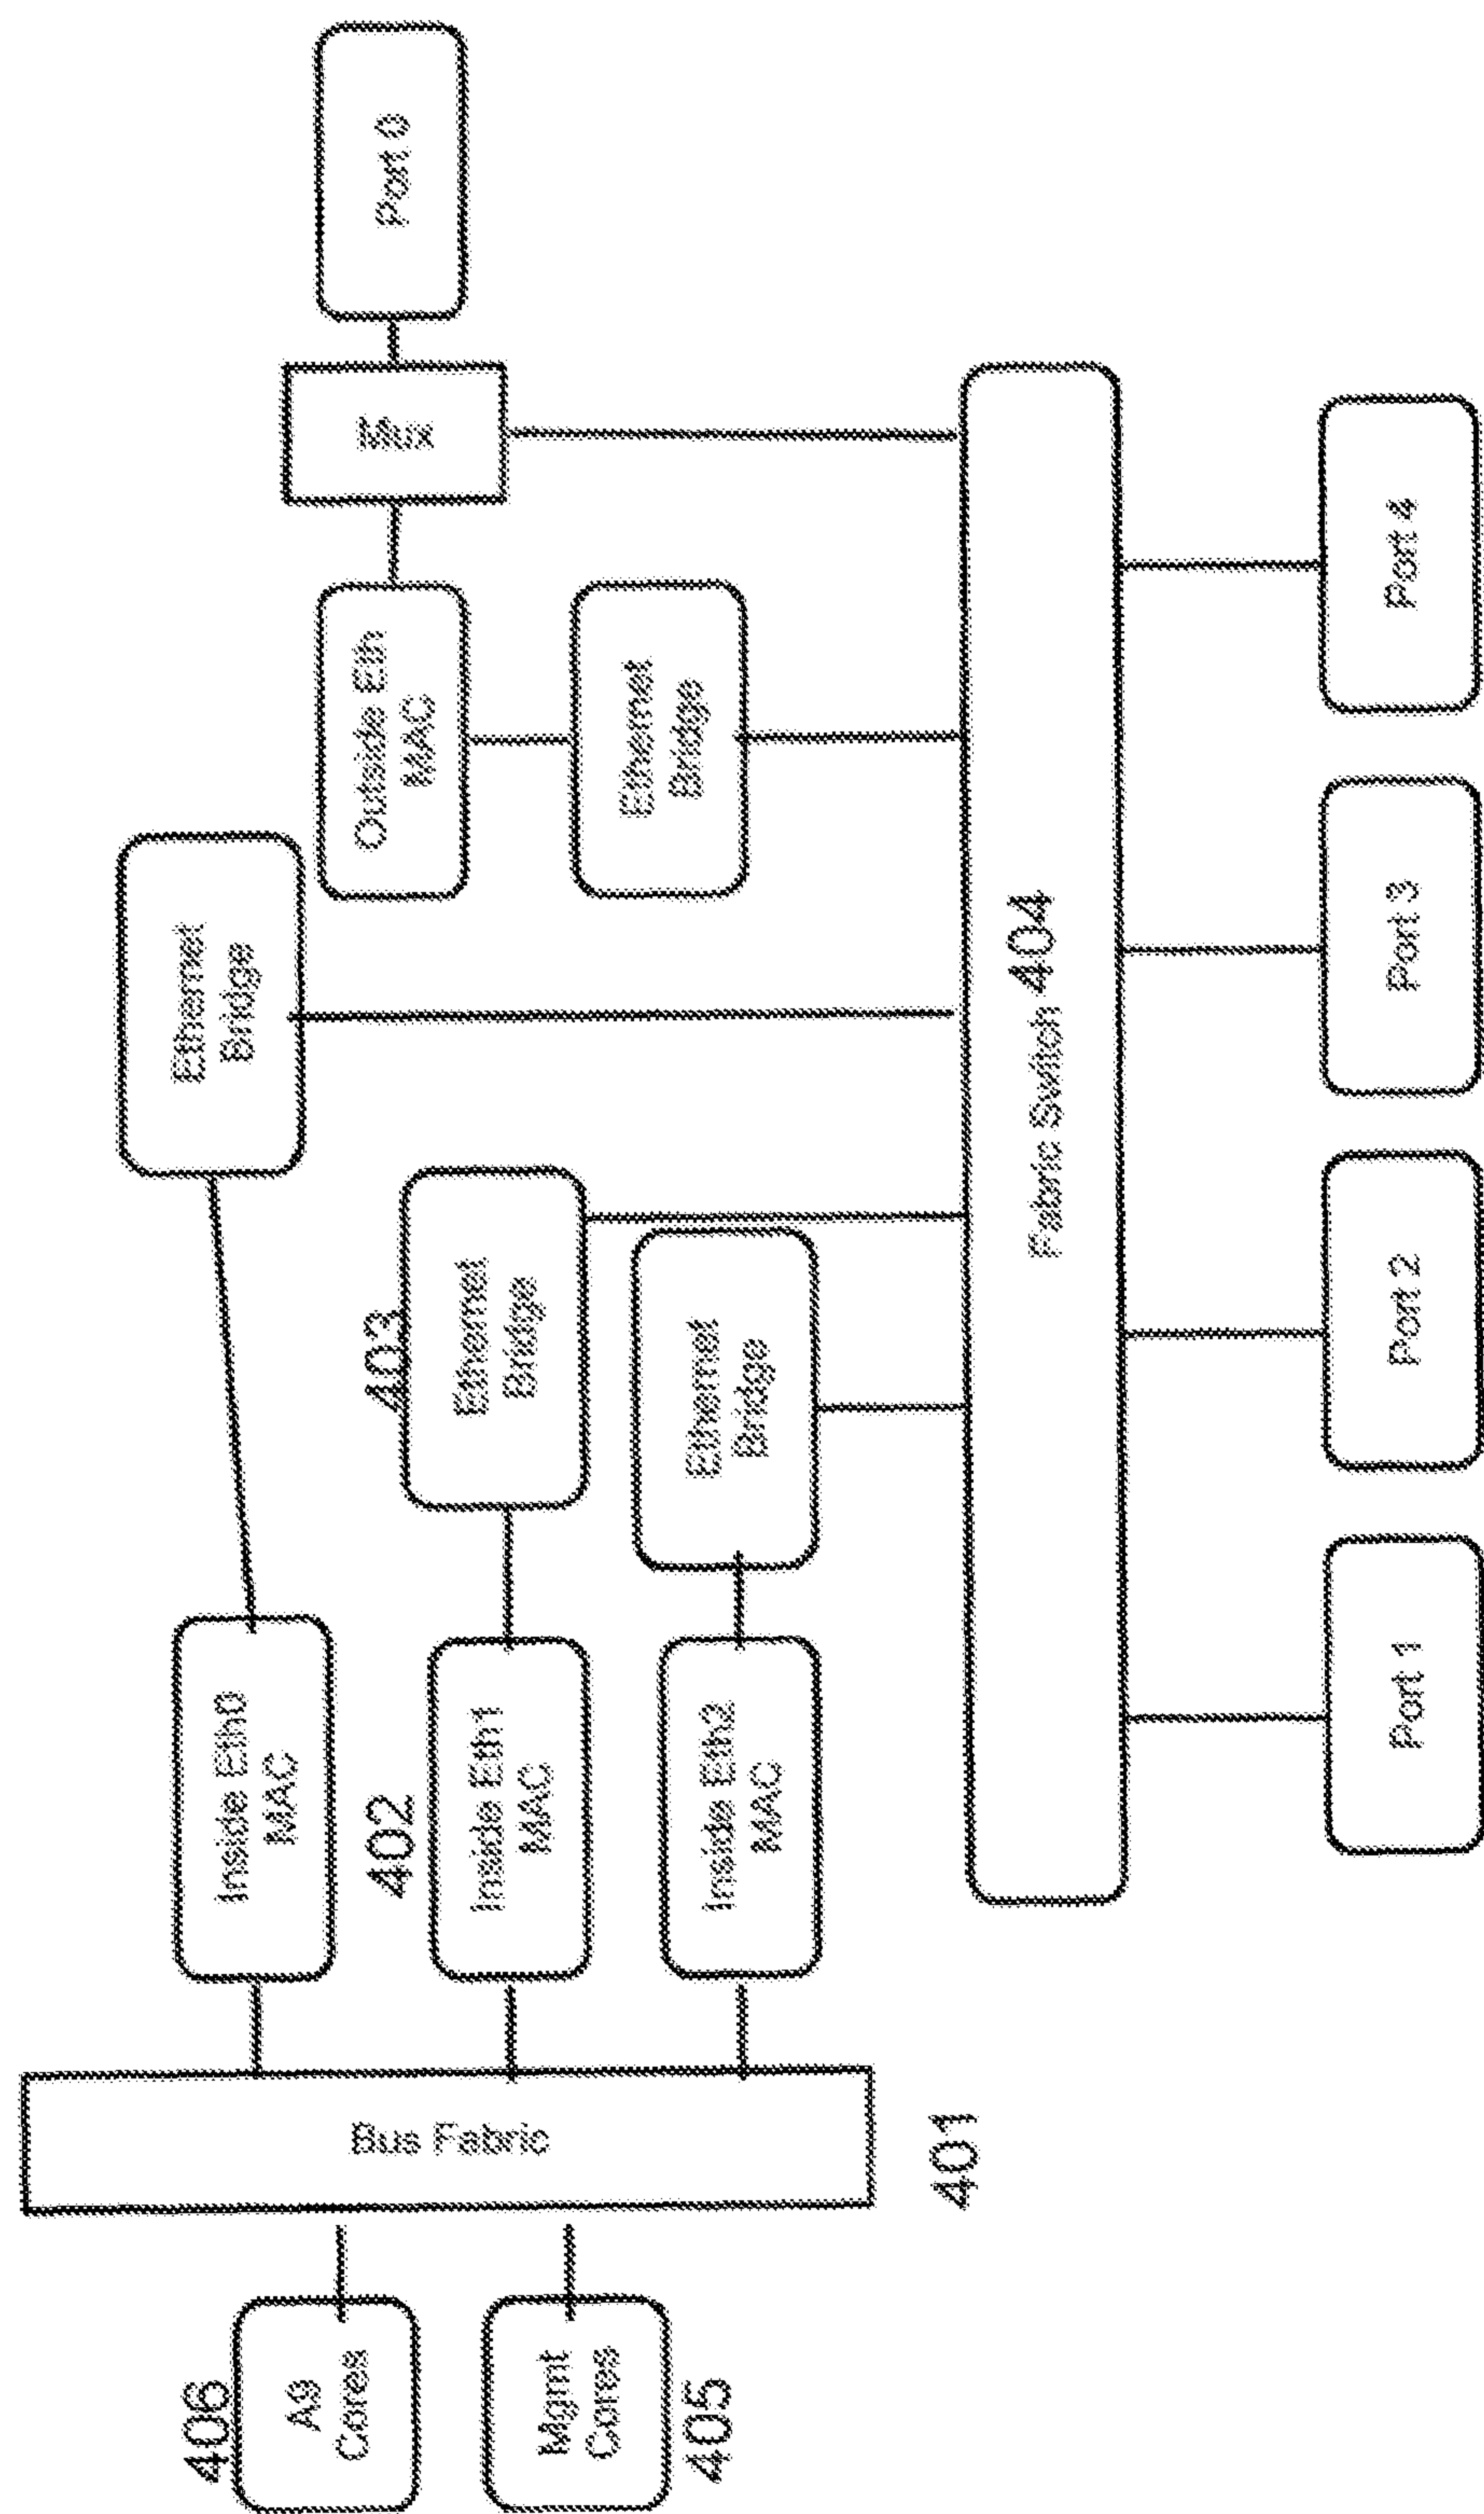 406
A9
Cores
Mgmt
Cores
405
Bus Fabric
401
Inside Eth0
MAC
402
Inside Eth1
MAC
Inside Eth2
MAC
403
Ethernet
Bridge
Ethernet
Bridge
Ethernet
Bridge
Outside Eth
MAC
Ethernet
Bridge
Mux
Port 0
Fabric Switch 404
Port 1
Port 2
Port 3
Port 4